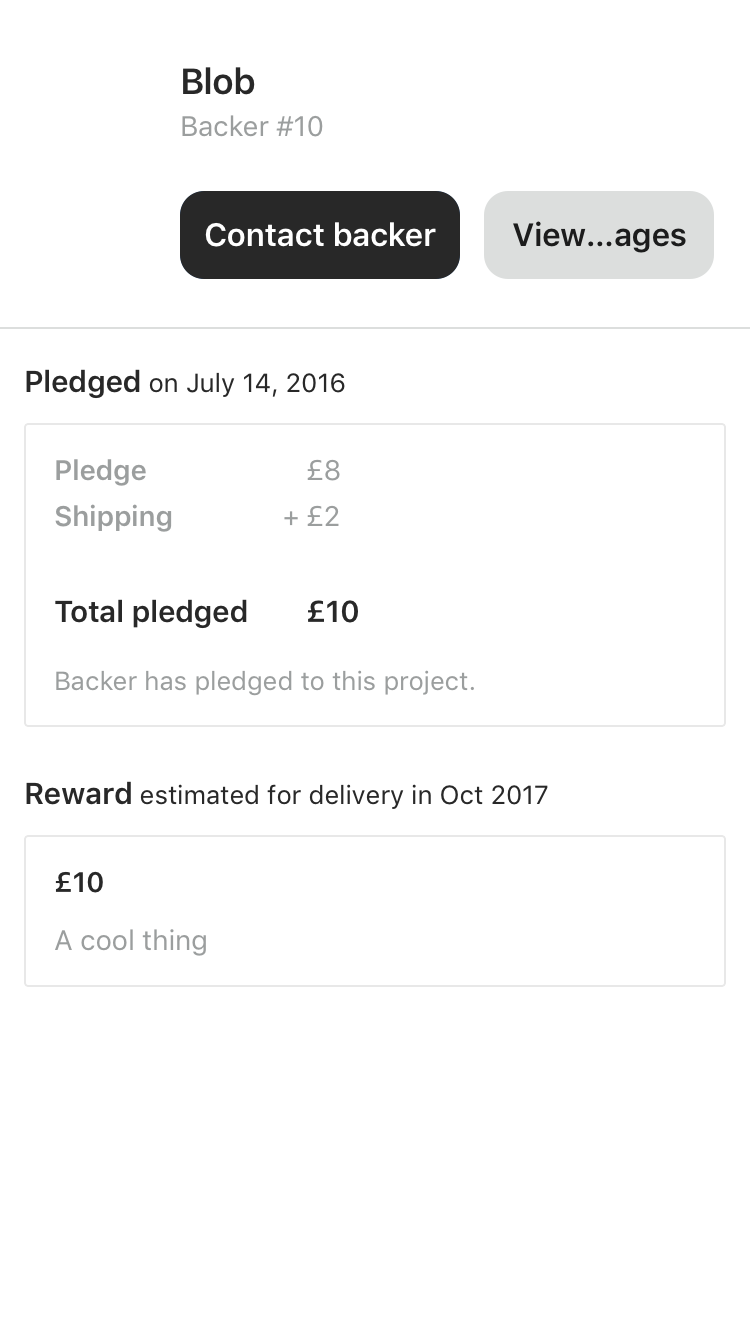 Blob
Backer #10
Contact backer
View...ages
Pledged on July 14, 2016
Pledge £8
Shipping + £2
Total pledged £10
Backer has pledged to this project.
Reward estimated for delivery in Oct 2017
£10
A cool thing